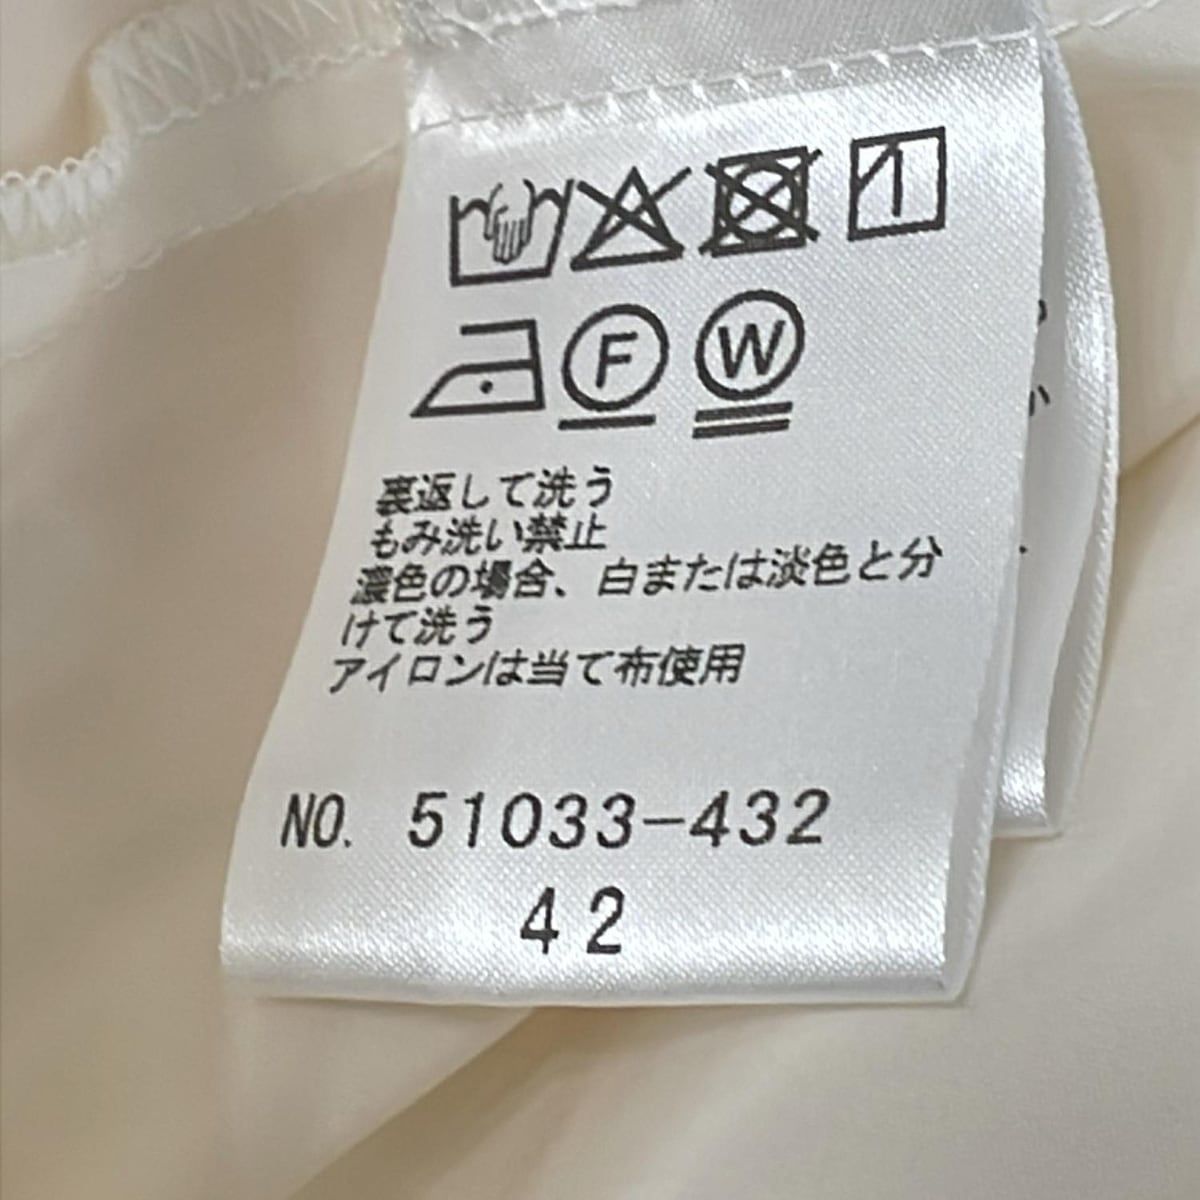 F W
裏返して洗う
もみ洗い禁止
濃色の場合、白または淡色と分
けて洗う
アイロンは当て布使用
NO. 51033-432
42